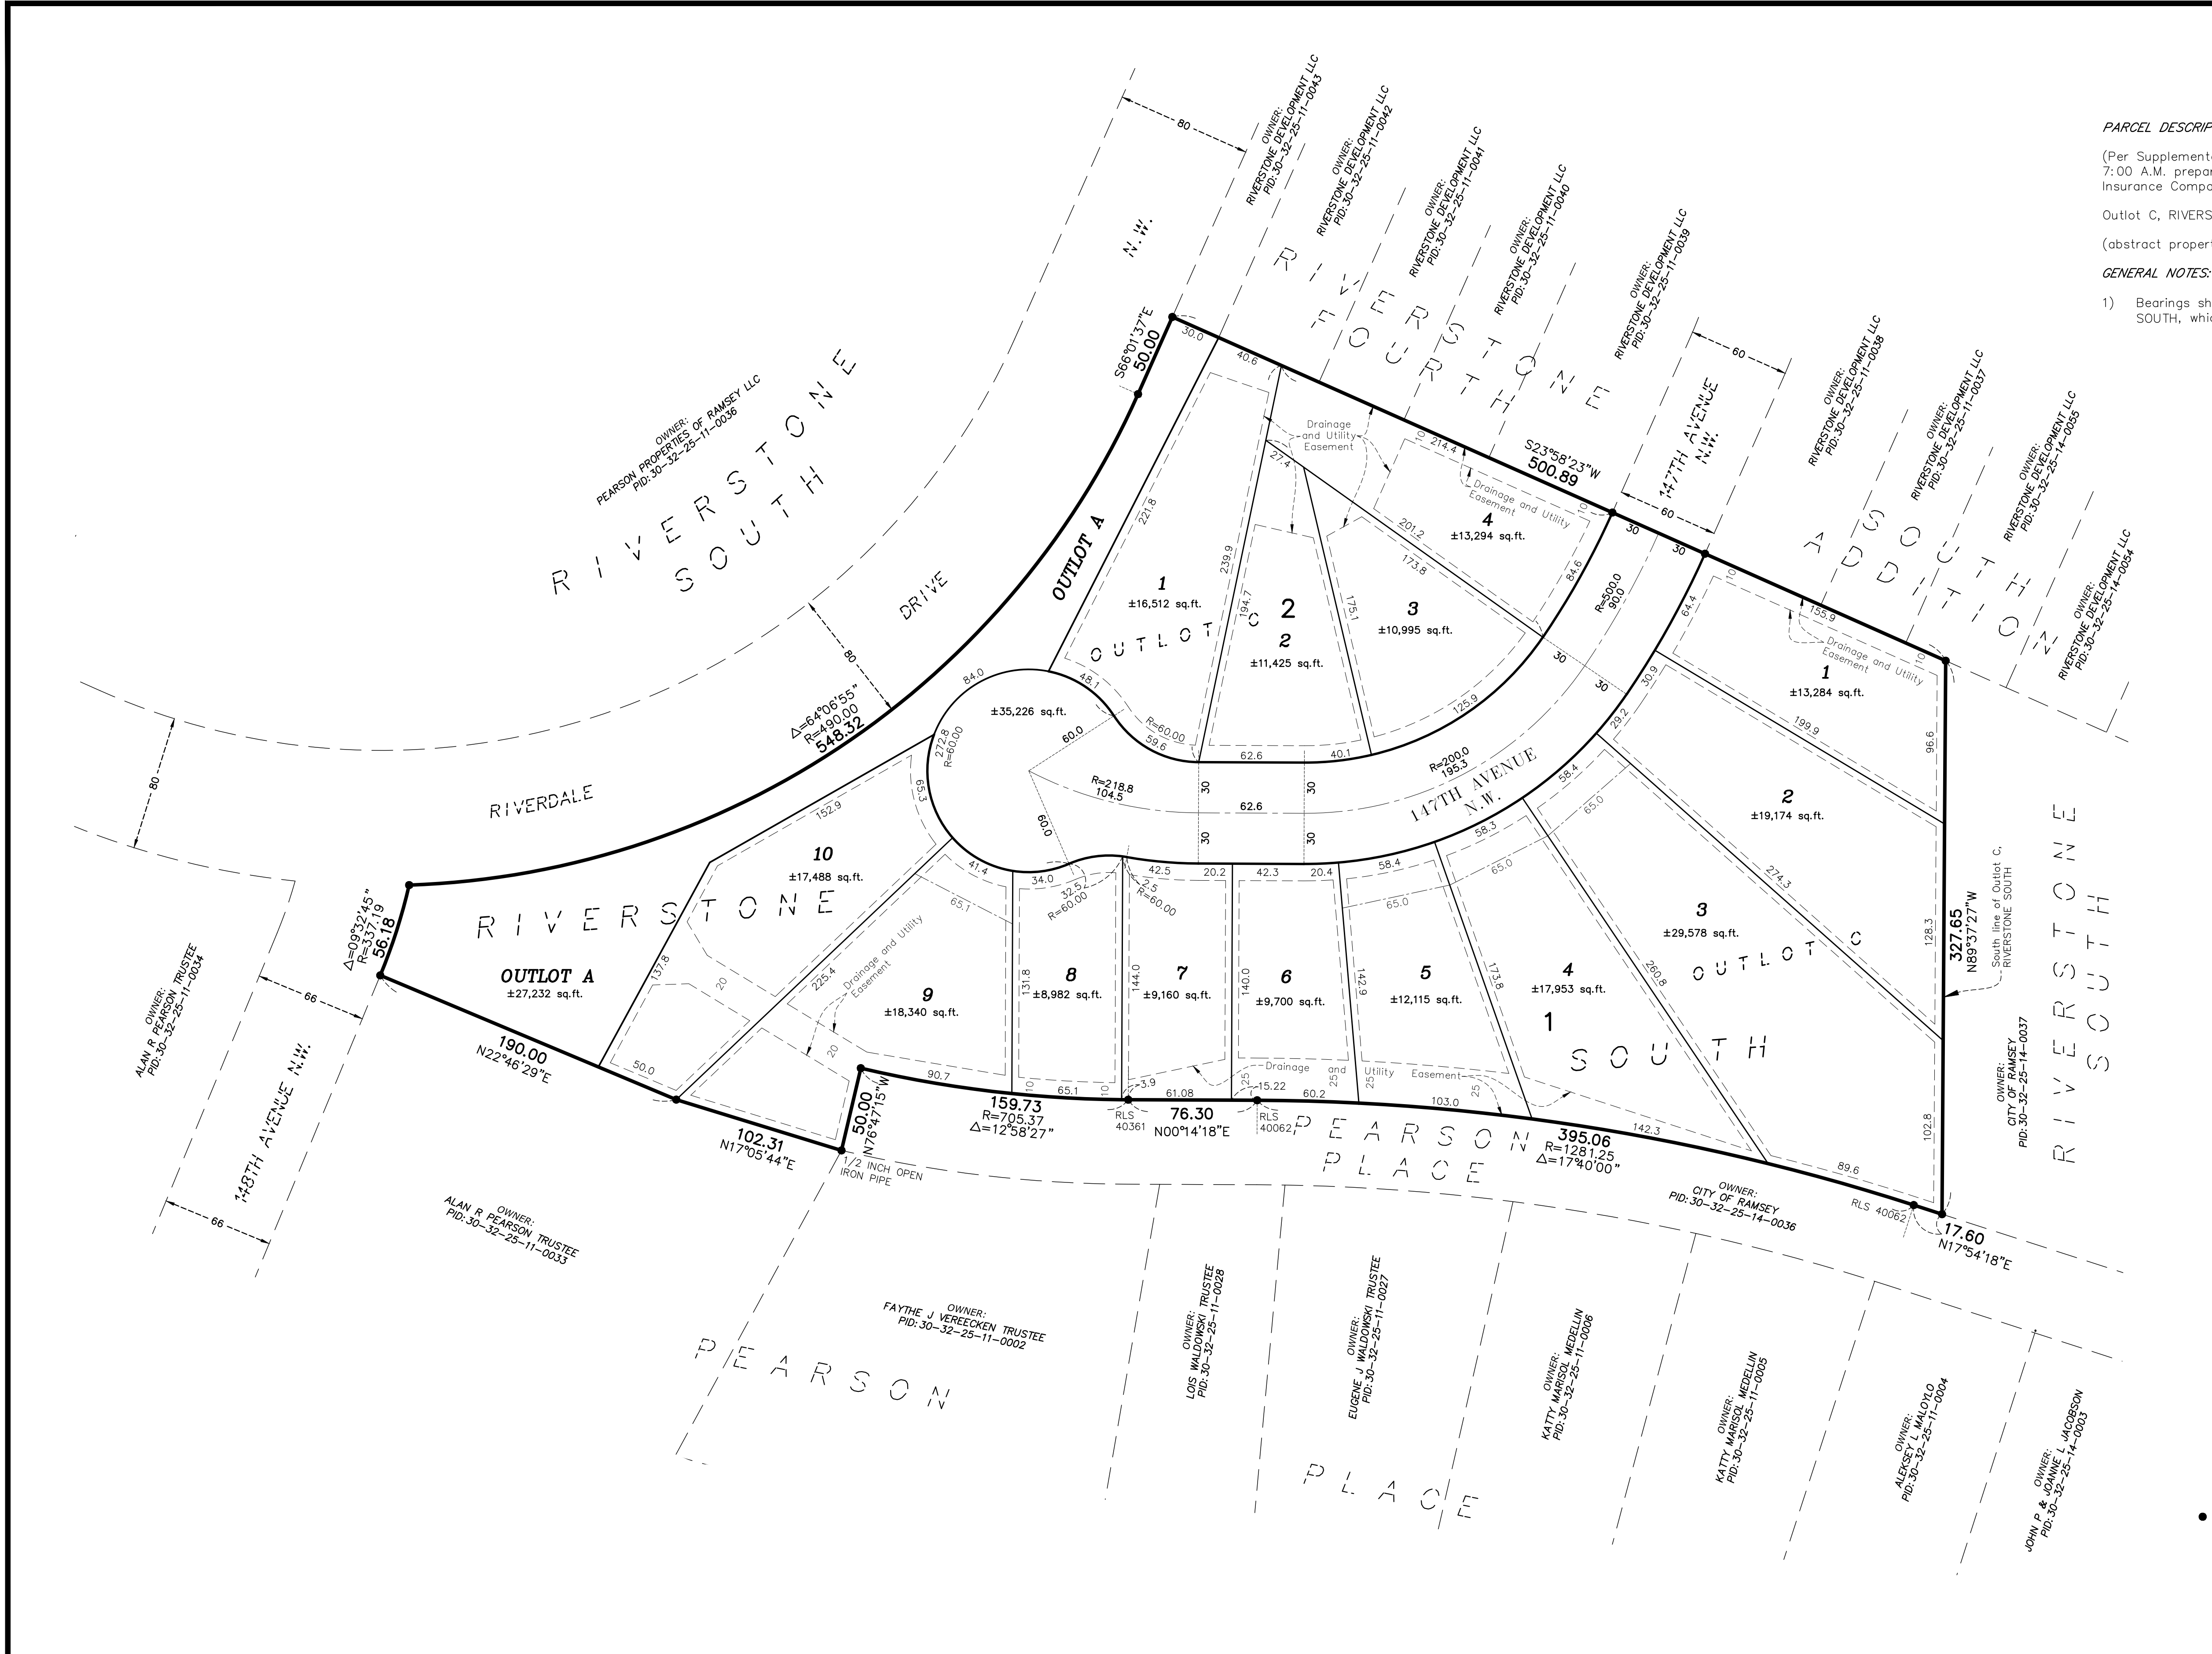 PARCEL DESCRIP
(Per Supplement
7:00 A.M. prepar
Insurance Compa
Outlot C, RIVERS
(abstract propert
GENERAL NOTES:
1) Bearings sh
SOUTH, whic
OWNER:
RIVERSTONE DEVELOPMENT LLC
PID:30-32-25-11-0043
OWNER:
RIVERSTONE DEVELOPMENT LLC
PID:30-32-25-11-0042
OWNER:
RIVERSTONE DEVELOPMENT LLC
PID:30-32-25-11-0041
OWNER:
RIVERSTONE DEVELOPMENT LLC
PID:30-32-25-11-0040
OWNER:
RIVERSTONE DEVELOPMENT LLC
PID:30-32-25-11-0039
OWNER:
RIVERSTONE DEVELOPMENT LLC
PID:30-32-25-11-0038
OWNER:
RIVERSTONE DEVELOPMENT LLC
PID:30-32-25-11-0037
OWNER:
RIVERSTONE DEVELOPMENT LLC
PID:30-32-25-14-0055
OWNER:
RIVERSTONE DEVELOPMENT LLC
PID:30-32-25-14-0054
RIVERSTONE
FOURTH
SOUTH
ADDITION
147TH AVENUE
N.W.
60
60
80
N.W.
DRIVE
RIVERDALE
80
80
OWNER:
PEARSON PROPERTIES OF RAMSEY LLC
PID:30-32-25-11-0036
RIVERSTONE
SOUTH
S66°01'37"E
50.00
30.0
40.6
214.4
S23°58'23"W
500.89
30
30
155.9
Δ=64°06'55"
R=490.00
548.32
OUTLOT A
221.8
1
±16,512 sq.ft.
239.9
194.7
27.4
Drainage
and Utility
Easement
2
2
±11,425 sq.ft.
175.1
3
±10,995 sq.ft.
173.8
201.2
4
±13,294 sq.ft.
Drainage and Utility
Easement
10
10
84.6
R=500.0
90.0
30
30
125.9
OUTLOT C
84.0
48.1
R=60.00
59.6
62.6
40.1
±35,226 sq.ft.
272.8
R=60.00
60.0
60.0
R=218.8
104.5
30
30
30
30
62.6
R=200.0
195.3
147TH AVENUE
N.W.
64.4
30.9
29.2
58.4
58.3
58.4
65.0
65.0
65.0
10
10
1
±13,284 sq.ft.
Drainage and Utility
Easement
199.9
96.6
2
±19,174 sq.ft.
274.3
128.3
3
±29,578 sq.ft.
OUTLOT C
260.8
102.8
89.6
4
±17,953 sq.ft.
1
173.8
142.3
SOUTH
5
±12,115 sq.ft.
142.9
103.0
6
±9,700 sq.ft.
140.0
42.3
20.4
60.2
15.22
7
±9,160 sq.ft.
144.0
42.5
20.2
2.5
R=60.00
61.08
3.9
8
±8,982 sq.ft.
131.8
34.0
32.5
R=60.00
65.1
10
10
25
25
25
25
Drainage and Utility Easement
9
±18,340 sq.ft.
41.4
65.1
225.4
90.7
20
20
Drainage and Utility
Easement
10
±17,488 sq.ft.
65.3
152.9
137.8
50.0
RIVERSTONE
OUTLOT A
±27,232 sq.ft.
Δ=09°32'45"
R=337.19
56.18
190.00
N22°46'29"E
102.31
N17°05'44"E
50.00
N76°47'15"W
1/2 INCH OPEN
IRON PIPE
159.73
R=705.37
Δ=12°58'27"
RLS
40361
76.30
N00°14'18"E
RLS
40062
395.06
R=1281.25
Δ=17°40'00"
RLS 40062
17.60
N17°54'18"E
327.65
N89°37'27"W
South line of Outlot C,
RIVERSTONE SOUTH
OWNER:
CITY OF RAMSEY
PID:30-32-25-14-0037
RIVERSTONE
SOUTH
OWNER:
ALAN R PEARSON TRUSTEE
PID:30-32-25-11-0034
66
148TH AVENUE N.W.
66
OWNER:
ALAN R PEARSON TRUSTEE
PID:30-32-25-11-0033
PEARSON
PLACE
OWNER:
CITY OF RAMSEY
PID:30-32-25-14-0036
OWNER:
FAYTHE J VEREECKEN TRUSTEE
PID:30-32-25-11-0002
OWNER:
LOIS WALDOWSKI TRUSTEE
PID:30-32-25-11-0028
OWNER:
EUGENE J WALDOWSKI TRUSTEE
PID:30-32-25-11-0027
OWNER:
KATTY MARISOL MEDELLIN
PID:30-32-25-11-0006
OWNER:
KATTY MARISOL MEDELLIN
PID:30-32-25-11-0005
OWNER:
ALEKSEY L MALOYLO
PID:30-32-25-11-0004
OWNER:
JOHN P & JOANNE L JACOBSON
PID:30-32-25-14-0003
PEARSON
PLACE